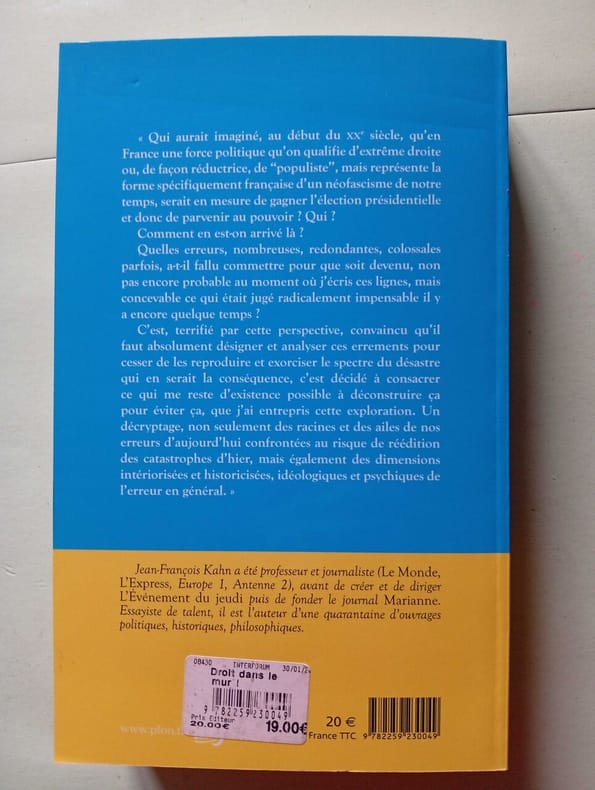 « Qui aurait imaginé, au début du XXᵉ siècle, qu'en
France une force politique qu'on qualifie d'extrême droite
ou, de façon réductrice, de “populiste”, mais représente la
forme spécifiquement française d'un néofascisme de notre
temps, serait en mesure de gagner l'élection présidentielle
et donc de parvenir au pouvoir ? Qui ?
Comment en est-on arrivé là ?
Quelles erreurs, nombreuses, redondantes, colossales
parfois, a-t-il fallu commettre pour que soit devenu, non
pas encore probable au moment où j'écris ces lignes, mais
concevable ce qui était jugé radicalement impensable il y
a encore quelque temps ?
C'est, terrifié par cette perspective, convaincu qu'il
faut absolument désigner et analyser ces errements pour
cesser de les reproduire et exorciser le spectre du désastre
qui en serait la conséquence, c'est décidé à consacrer
ce qui me reste d'existence possible à déconstruire ça
pour éviter ça, que j'ai entrepris cette exploration. Un
décryptage, non seulement des racines et des ailes de nos
erreurs d'aujourd'hui confrontées au risque de réédition
des catastrophes d'hier, mais également des dimensions
intériorisées et historicisées, idéologiques et psychiques de
l'erreur en général. »
Jean-François Kahn a été professeur et journaliste (Le Monde,
L'Express, Europe 1, Antenne 2), avant de créer et de diriger
L'Événement du jeudi puis de fonder le journal Marianne.
Essayiste de talent, il est l'auteur d'une quarantaine d'ouvrages
politiques, historiques, philosophiques.
08430 INTERFORUM 30/01/2
Droit dans le
mur !
9 782259 230049
Prix Editeur
20.00€ 19.00€
www.plon.
20 €
France TTC
9 782259 230049